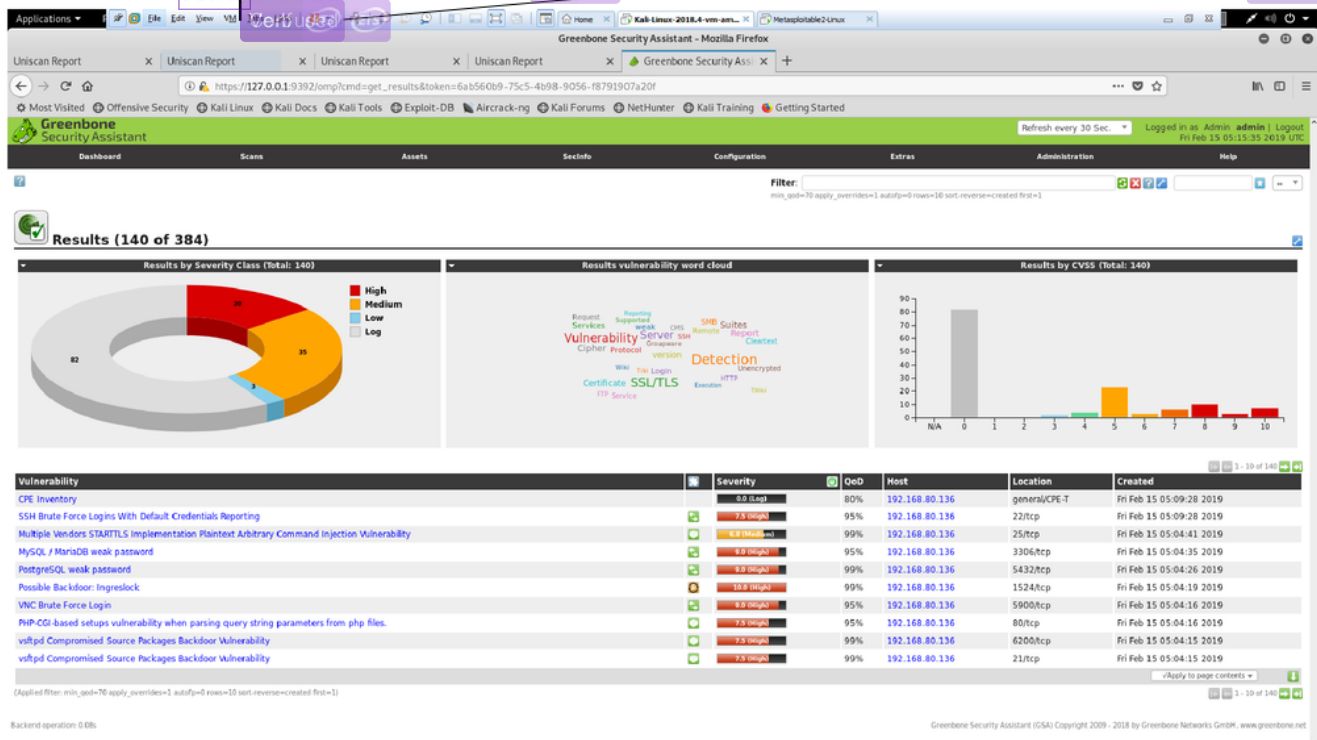 Applications File Edit View VM Home Kali-Linux-2018.4-vm-am... Metasploitable2-Linux
Greenbone Security Assistant - Mozilla Firefox
Uniscan Report Uniscan Report Uniscan Report Uniscan Report Greenbone Security Assi
https://127.0.0.1:9392/omp?cmd=get_results&token=6ab560b9-75c5-4b98-9056-f8791907a20f
Most Visited Offensive Security Kali Linux Kali Docs Kali Tools Exploit-DB Aircrack-ng Kali Forums NetHunter Kali Training Getting Started
Greenbone
Security Assistant
Refresh every 30 Sec.
Logged in as Admin admin | Logout
Fri Feb 15 05:15:35 2019 UTC
Dashboard Scans Assets SecInfo Configuration Extras Administration Help
Filter:
min_qod=70 apply_overrides=1 autofp=0 rows=10 sort-reverse=created first=1
--
Results (140 of 384)
Results by Severity Class (Total: 140)
High
Medium
Low
Log
20
35
3
82
Results vulnerability word cloud
Request
Reporting
Supported
Services
weak
CMS
SMB
Suites
Remote
Report
Vulnerability
Server
SSH
Cleartext
Groupware
Cipher
Protocol
version
Detection
Wiki
Tiki
Login
Unencrypted
HTTP
Certificate
SSL/TLS
Execution
FTP
Service
Results by CVSS (Total: 140)
90
80
70
60
50
40
30
20
10
0
N/A 0 1 2 3 4 5 6 7 8 9 10
1 - 10 of 140
Vulnerability Severity QoD Host Location Created
CPE Inventory 0.0 (Log) 80% 192.168.80.136 general/CPE-T Fri Feb 15 05:09:28 2019
SSH Brute Force Logins With Default Credentials Reporting 7.5 (High) 95% 192.168.80.136 22/tcp Fri Feb 15 05:09:28 2019
Multiple Vendors STARTTLS Implementation Plaintext Arbitrary Command Injection Vulnerability 6.8 (Medium) 99% 192.168.80.136 25/tcp Fri Feb 15 05:04:41 2019
MySQL / MariaDB weak password 9.0 (High) 95% 192.168.80.136 3306/tcp Fri Feb 15 05:04:35 2019
PostgreSQL weak password 9.0 (High) 99% 192.168.80.136 5432/tcp Fri Feb 15 05:04:26 2019
Possible Backdoor: Ingreslock 10.0 (High) 99% 192.168.80.136 1524/tcp Fri Feb 15 05:04:19 2019
VNC Brute Force Login 9.0 (High) 95% 192.168.80.136 5900/tcp Fri Feb 15 05:04:16 2019
PHP-CGI-based setups vulnerability when parsing query string parameters from php files. 7.5 (High) 95% 192.168.80.136 80/tcp Fri Feb 15 05:04:16 2019
vsftpd Compromised Source Packages Backdoor Vulnerability 7.5 (High) 99% 192.168.80.136 6200/tcp Fri Feb 15 05:04:15 2019
vsftpd Compromised Source Packages Backdoor Vulnerability 7.5 (High) 99% 192.168.80.136 21/tcp Fri Feb 15 05:04:15 2019
√Apply to page contents
(Applied filter: min_qod=70 apply_overrides=1 autofp=0 rows=10 sort-reverse=created first=1)
1 - 10 of 140
Backend operation: 0.08s
Greenbone Security Assistant (GSA) Copyright 2009 - 2018 by Greenbone Networks GmbH, www.greenbone.net